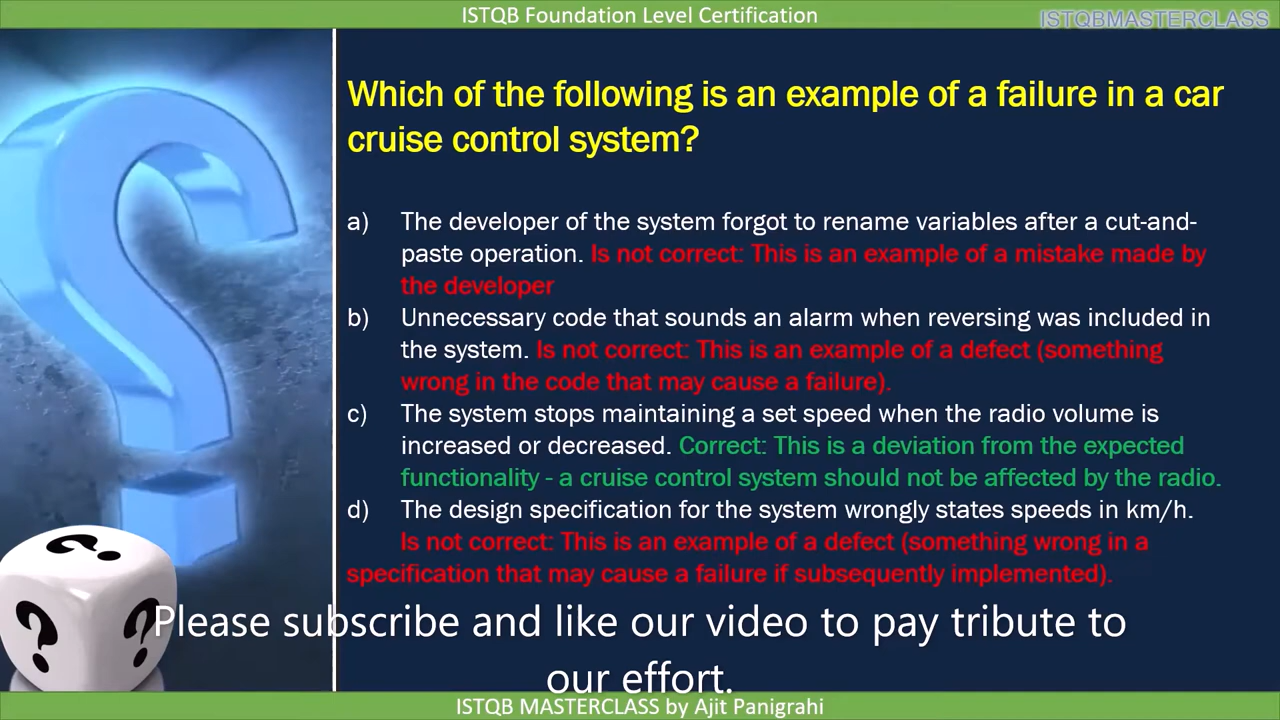 ISTQB Foundation Level Certification
ISTQBMASTERCLASS
Which of the following is an example of a failure in a car
cruise control system?
a) The developer of the system forgot to rename variables after a cut-and-
paste operation. Is not correct: This is an example of a mistake made by
the developer
b) Unnecessary code that sounds an alarm when reversing was included in
the system. Is not correct: This is an example of a defect (something
wrong in the code that may cause a failure).
c) The system stops maintaining a set speed when the radio volume is
increased or decreased. Correct: This is a deviation from the expected
functionality - a cruise control system should not be affected by the radio.
d) The design specification for the system wrongly states speeds in km/h.
Is not correct: This is an example of a defect (something wrong in a
specification that may cause a failure if subsequently implemented).
Please subscribe and like our video to pay tribute to
our effort.
ISTQB MASTERCLASS by Ajit Panigrahi